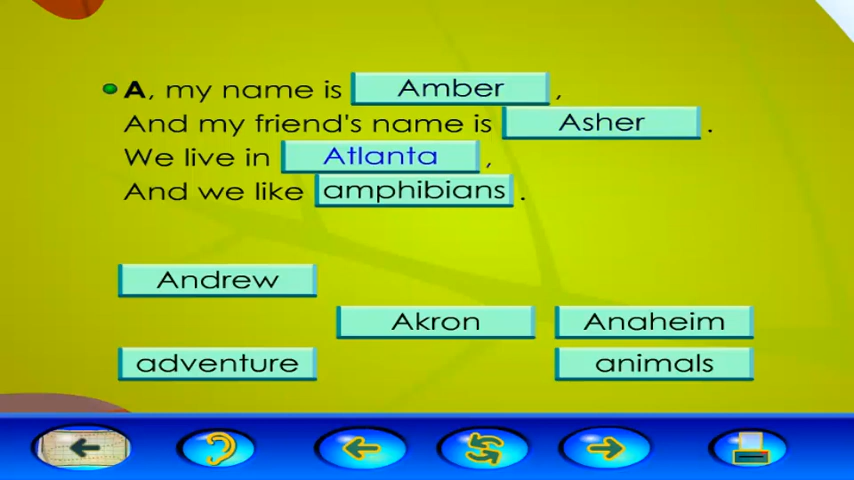 A, my name is Amber,
And my friend's name is Asher.
We live in Atlanta,
And we like amphibians.
Andrew
Akron Anaheim
adventure animals